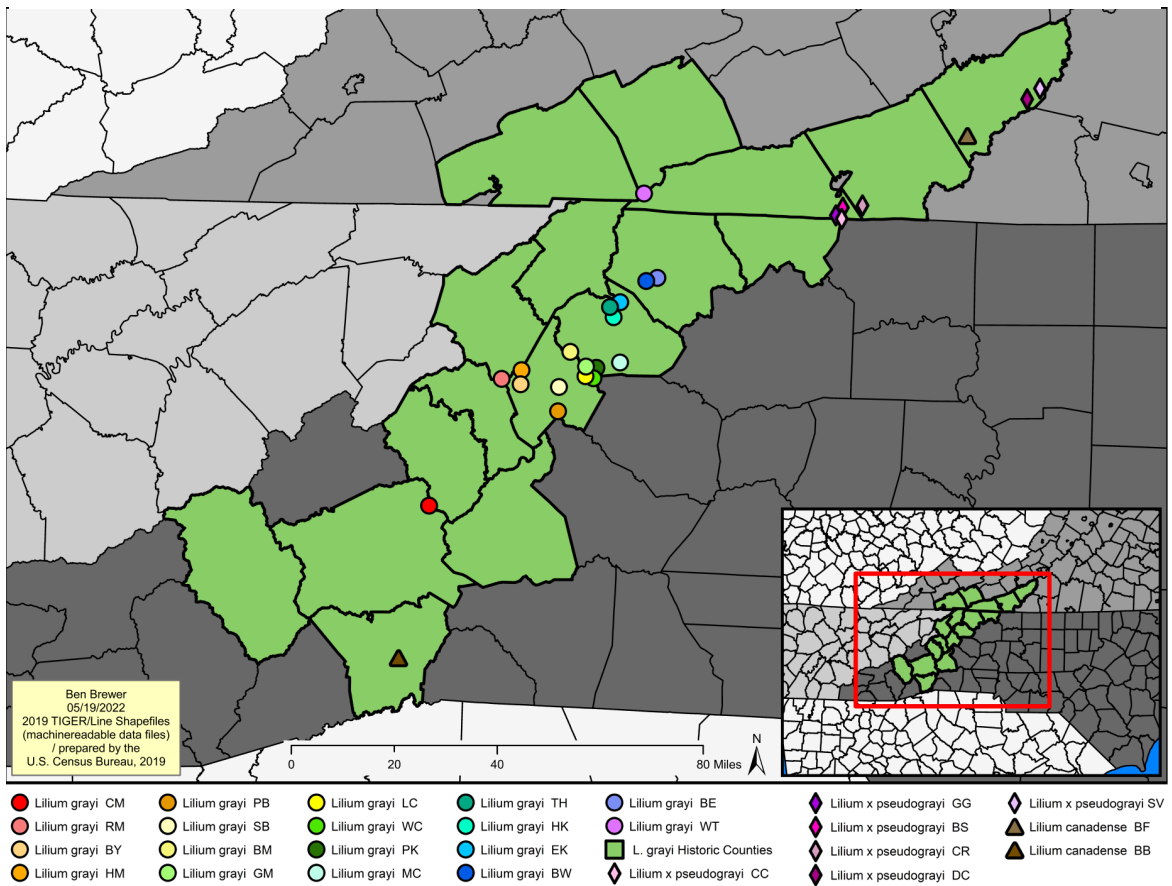 Ben Brewer
05/19/2022
2019 TIGER/Line Shapefiles
(machinereadable data files)
/ prepared by the
U.S. Census Bureau, 2019
0 20 40 80 Miles
N
Lilium grayi CM
Lilium grayi RM
Lilium grayi BY
Lilium grayi HM
Lilium grayi PB
Lilium grayi SB
Lilium grayi BM
Lilium grayi GM
Lilium grayi LC
Lilium grayi WC
Lilium grayi PK
Lilium grayi MC
Lilium grayi TH
Lilium grayi HK
Lilium grayi EK
Lilium grayi BW
Lilium grayi BE
Lilium grayi WT
L. grayi Historic Counties
Lilium x pseudograyi CC
Lilium x pseudograyi GG
Lilium x pseudograyi BS
Lilium x pseudograyi CR
Lilium x pseudograyi DC
Lilium x pseudograyi SV
Lilium canadense BF
Lilium canadense BB